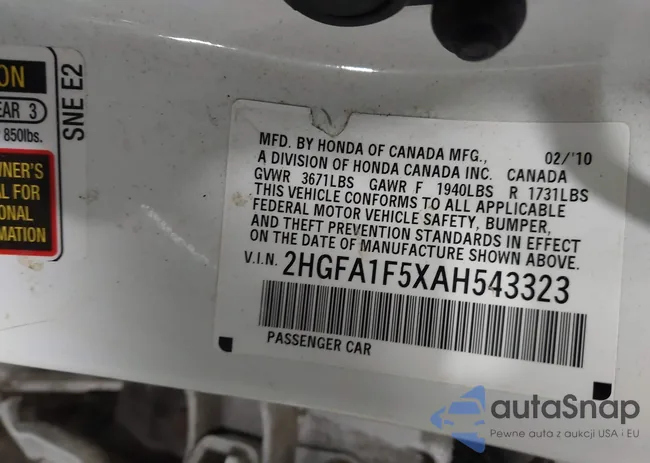 ON
EAR 3
850lbs.
SNE E2
WNER'S
AL FOR
ONAL
RMATION
MFD. BY HONDA OF CANADA MFG., 02/'10
A DIVISION OF HONDA CANADA INC. CANADA
GVWR 3671LBS GAWR F 1940LBS R 1731LBS
THIS VEHICLE CONFORMS TO ALL APPLICABLE
FEDERAL MOTOR VEHICLE SAFETY, BUMPER,
AND THEFT PREVENTION STANDARDS IN EFFECT
ON THE DATE OF MANUFACTURE SHOWN ABOVE.
V.I.N. 2HGFA1F5XAH543323
PASSENGER CAR
autaSnap
Pewne auta z aukcji USA i EU